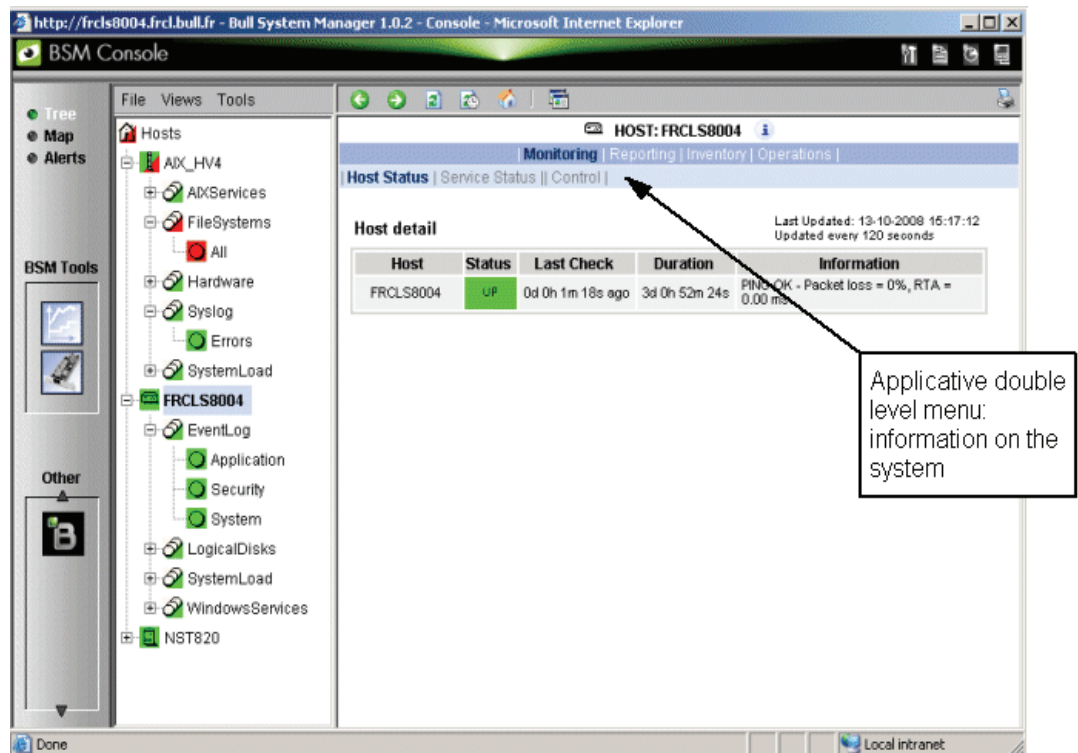 http://frcls8004.frcl.bull.fr - Bull System Manager 1.0.2 - Console - Microsoft Internet Explorer
BSM Console
Tree
Map
Alerts
BSM Tools
Other
B
File Views Tools
Hosts
AIX_HV4
AIXServices
FileSystems
All
Hardware
Syslog
Errors
SystemLoad
FRCLS8004
EventLog
Application
Security
System
LogicalDisks
SystemLoad
WindowsServices
NST820
HOST: FRCLS8004
| Monitoring | Reporting | Inventory | Operations |
| Host Status | Service Status || Control |
Host detail
Last Updated: 13-10-2008 15:17:12
Updated every 120 seconds
Host Status Last Check Duration Information
FRCLS8004 UP 0d 0h 1m 18s ago 3d 0h 52m 24s PING OK - Packet loss = 0%, RTA =
0.00 ms
Applicative double
level menu:
information on the
system
Done
Local intranet